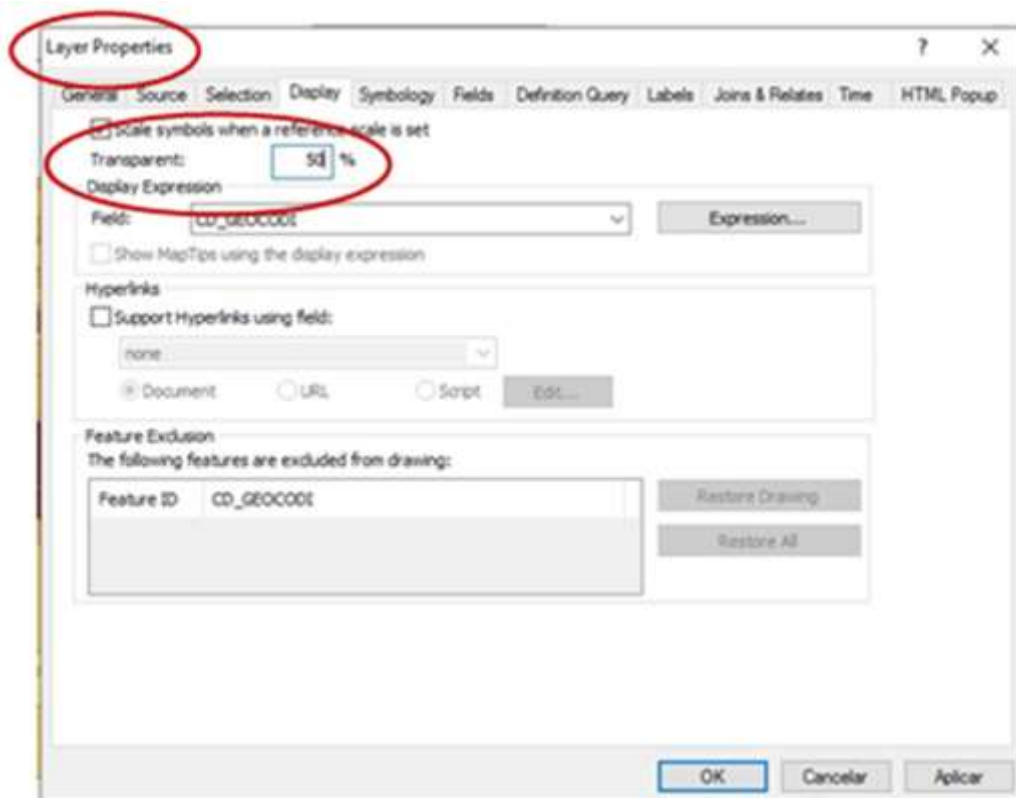 Layer Properties ?
General Source Selection Display Symbology Fields Definition Query Labels Joins & Relates Time HTML Popup
Scale symbols when a reference scale is set
Transparent: 50 %
Display Expression
Field: CD_GEOCODI Expression...
Show MapTips using the display expression
Hyperlinks
Support Hyperlinks using field:
none
Document URL Script Edit...
Feature Exclusion
The following features are excluded from drawing:
Feature ID CD_GEOCODI Restore Drawing
Restore All
OK Cancelar Aplicar